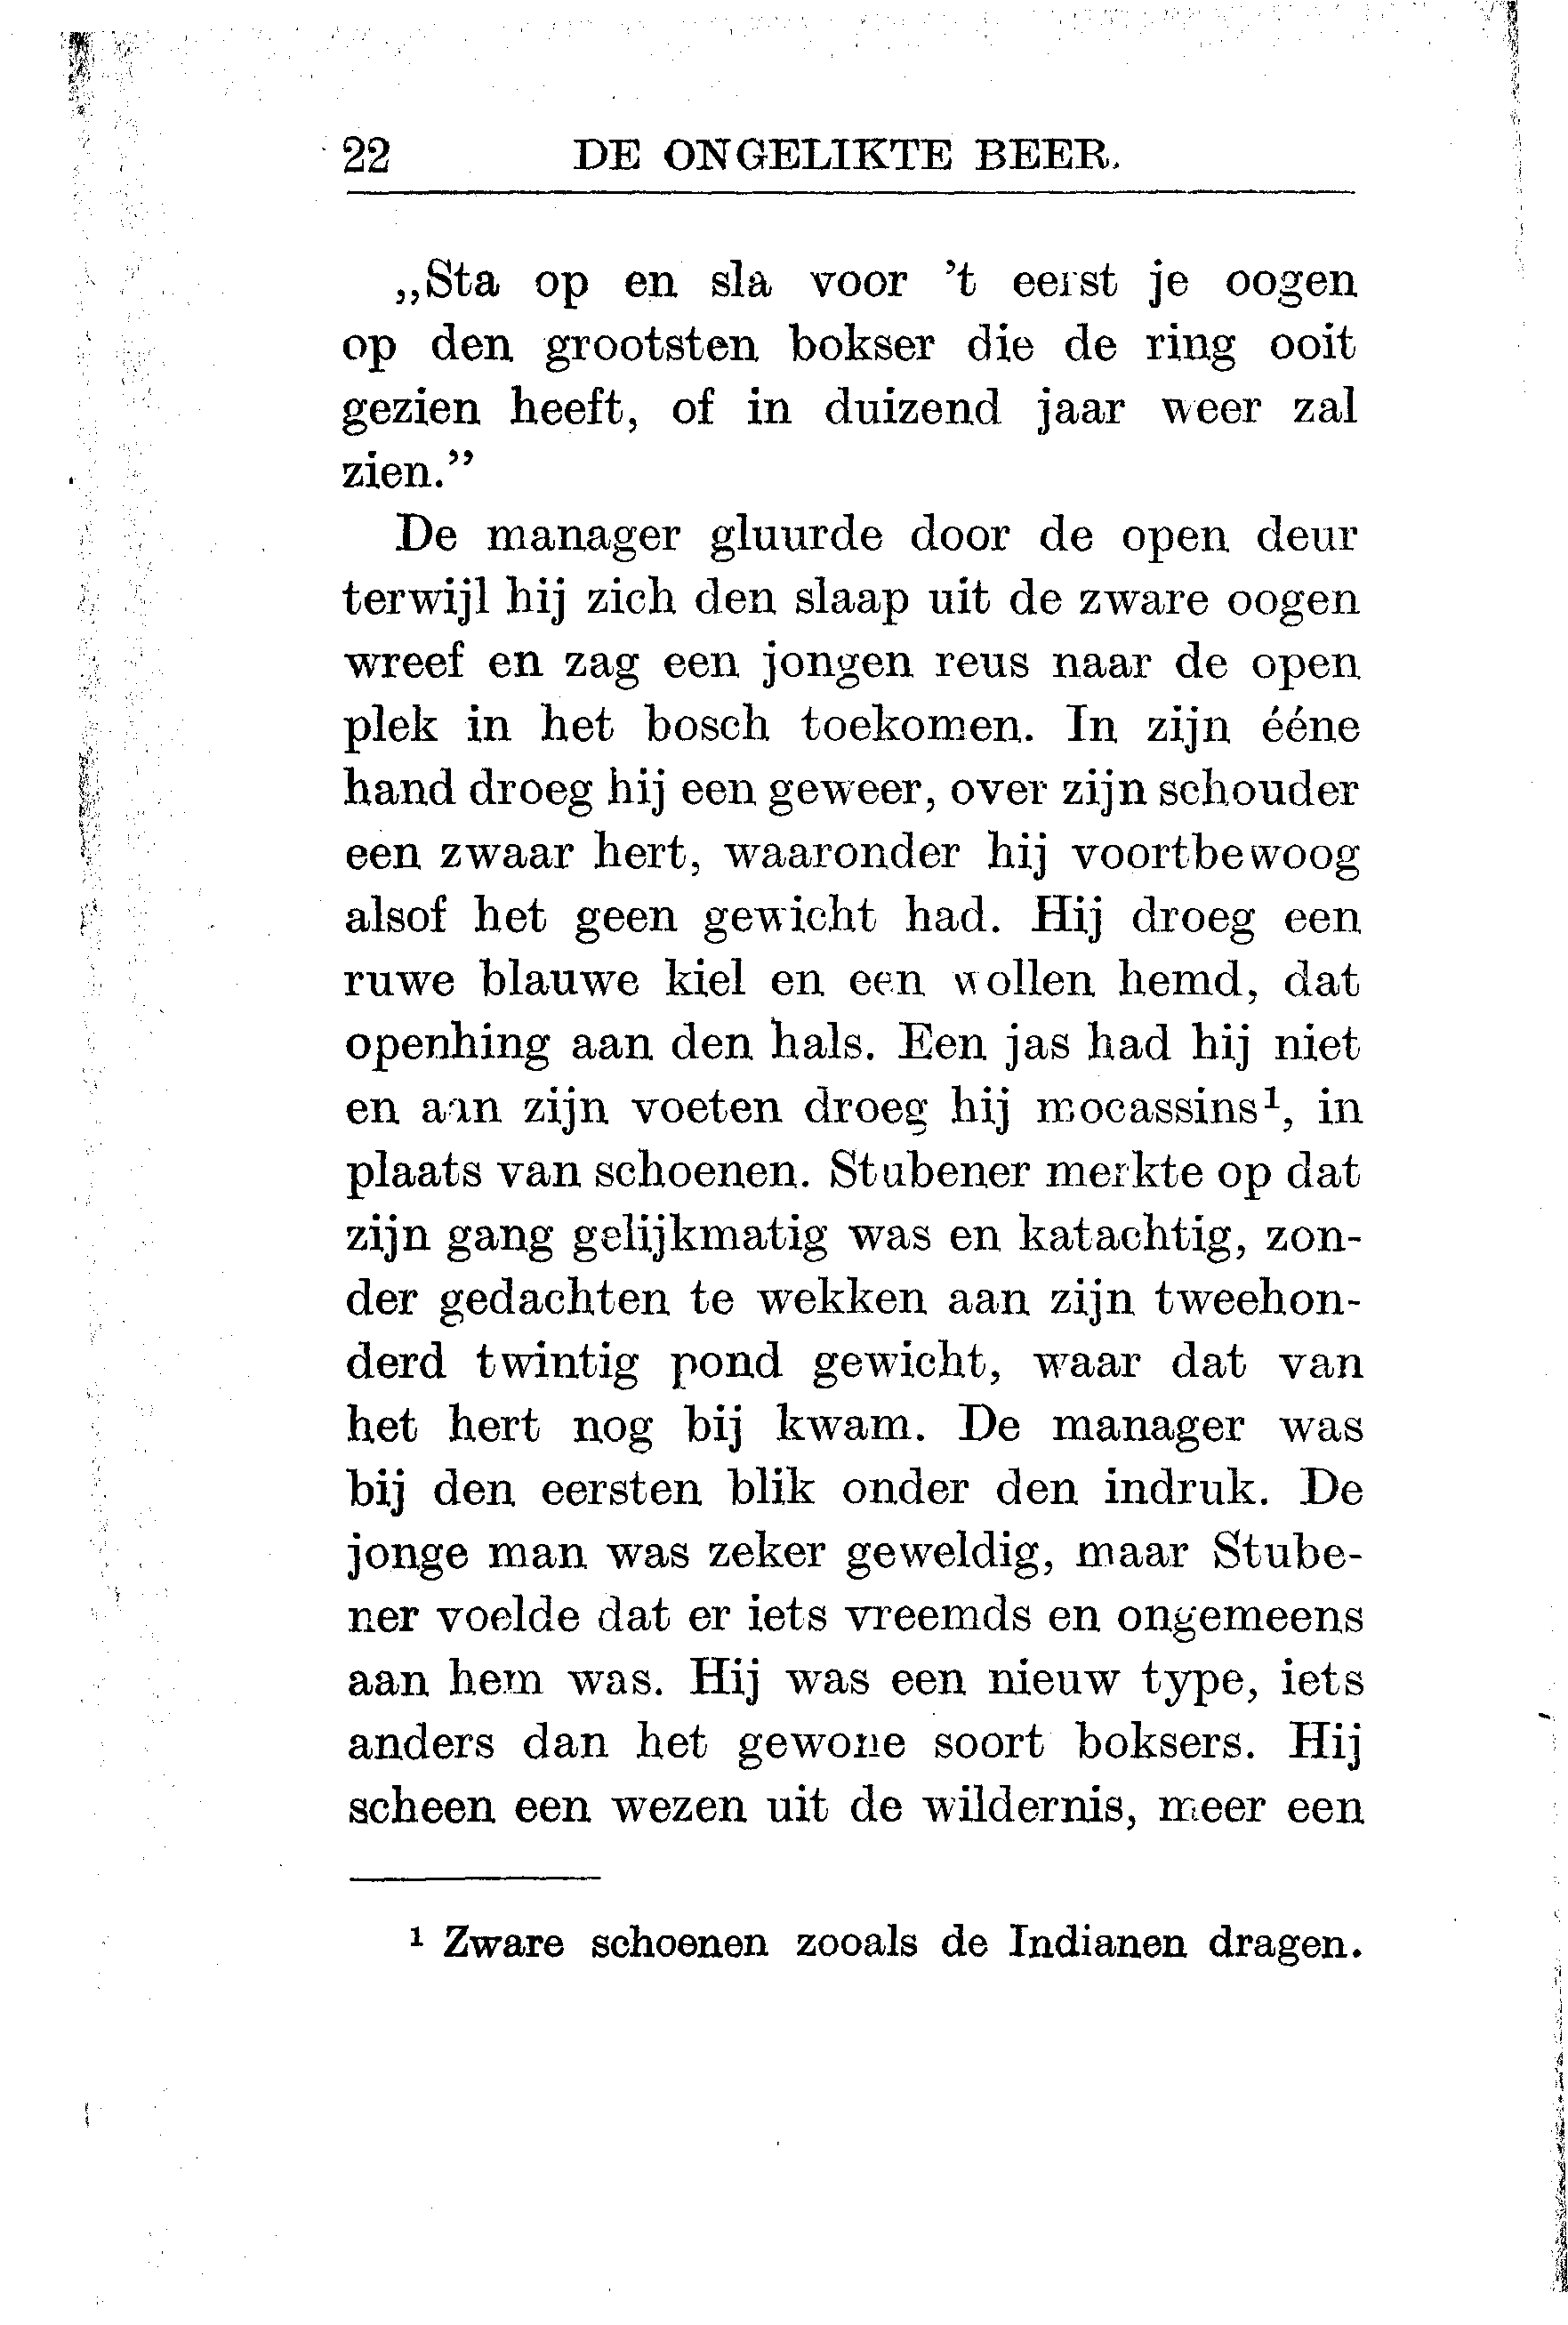 22 DE ONGELIKTE BEER.
„Sta op en sla voor 't eerst je oogen
op den grootsten bokser die de ring ooit
gezien heeft, of in duizend jaar weer zal
zien.”
De manager gluurde door de open deur
terwijl hij zich den slaap uit de zware oogen
wreef en zag een jongen reus naar de open
plek in het bosch toekomen. In zijn ééne
hand droeg hij een geweer, over zijn schouder
een zwaar hert, waaronder hij voortbewoog
alsof het geen gewicht had. Hij droeg een
ruwe blauwe kiel en een wollen hemd, dat
openhing aan den hals. Een jas had hij niet
en aan zijn voeten droeg hij mocassins¹, in
plaats van schoenen. Stubener merkte op dat
zijn gang gelijkmatig was en katachtig, zon-
der gedachten te wekken aan zijn tweehon-
derd twintig pond gewicht, waar dat van
het hert nog bij kwam. De manager was
bij den eersten blik onder den indruk. De
jonge man was zeker geweldig, maar Stube-
ner voelde dat er iets vreemds en ongemeens
aan hem was. Hij was een nieuw type, iets
anders dan het gewone soort boksers. Hij
scheen een wezen uit de wildernis, meer een
¹ Zware schoenen zooals de Indianen dragen.